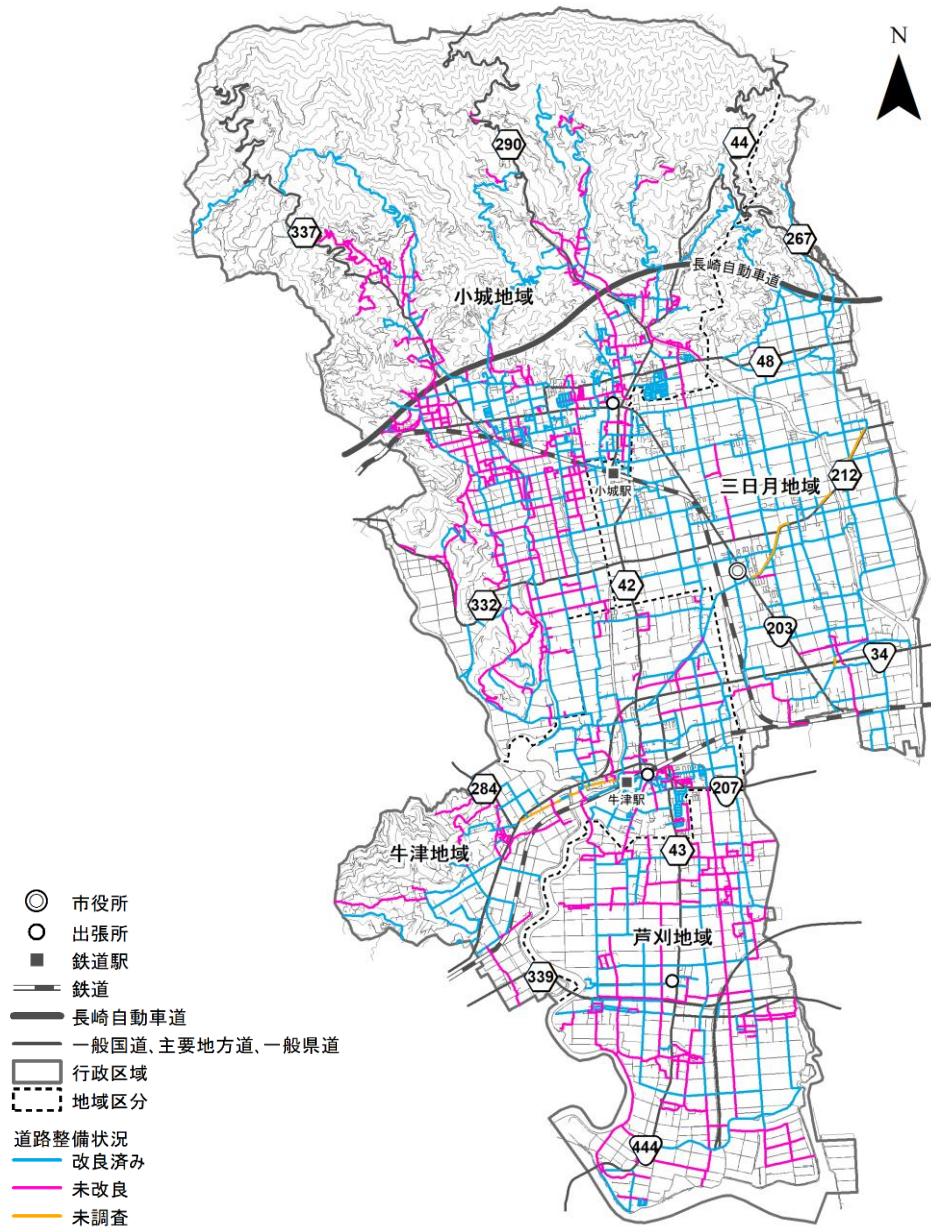 N
290
44
337
267
長崎自動車道
小城地域
48
212
小城駅
三日月地域
42
332
203
34
284
207
牛津駅
43
牛津地域
芦刈地域
339
444
市役所
出張所
鉄道駅
鉄道
長崎自動車道
一般国道、主要地方道、一般県道
行政区域
地域区分
道路整備状況
改良済み
未改良
未調査